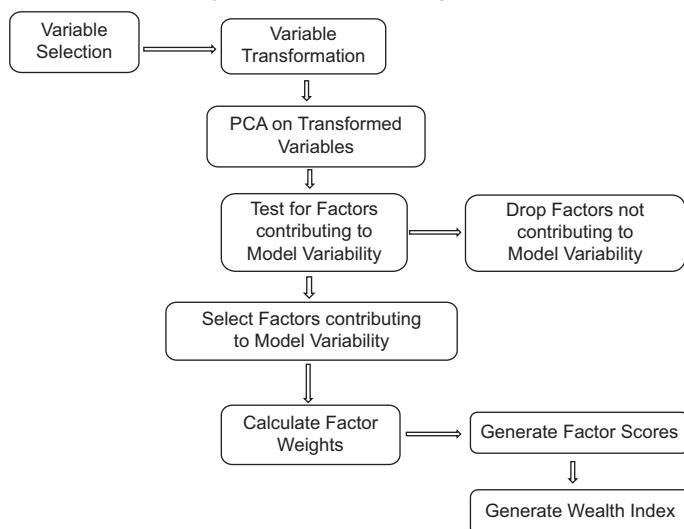 Variable
Selection
Variable
Transformation
PCA on Transformed
Variables
Test for Factors
contributing to
Model Variability
Drop Factors not
contributing to
Model Variability
Select Factors contributing
to Model Variability
Calculate Factor
Weights
Generate Factor Scores
Generate Wealth Index